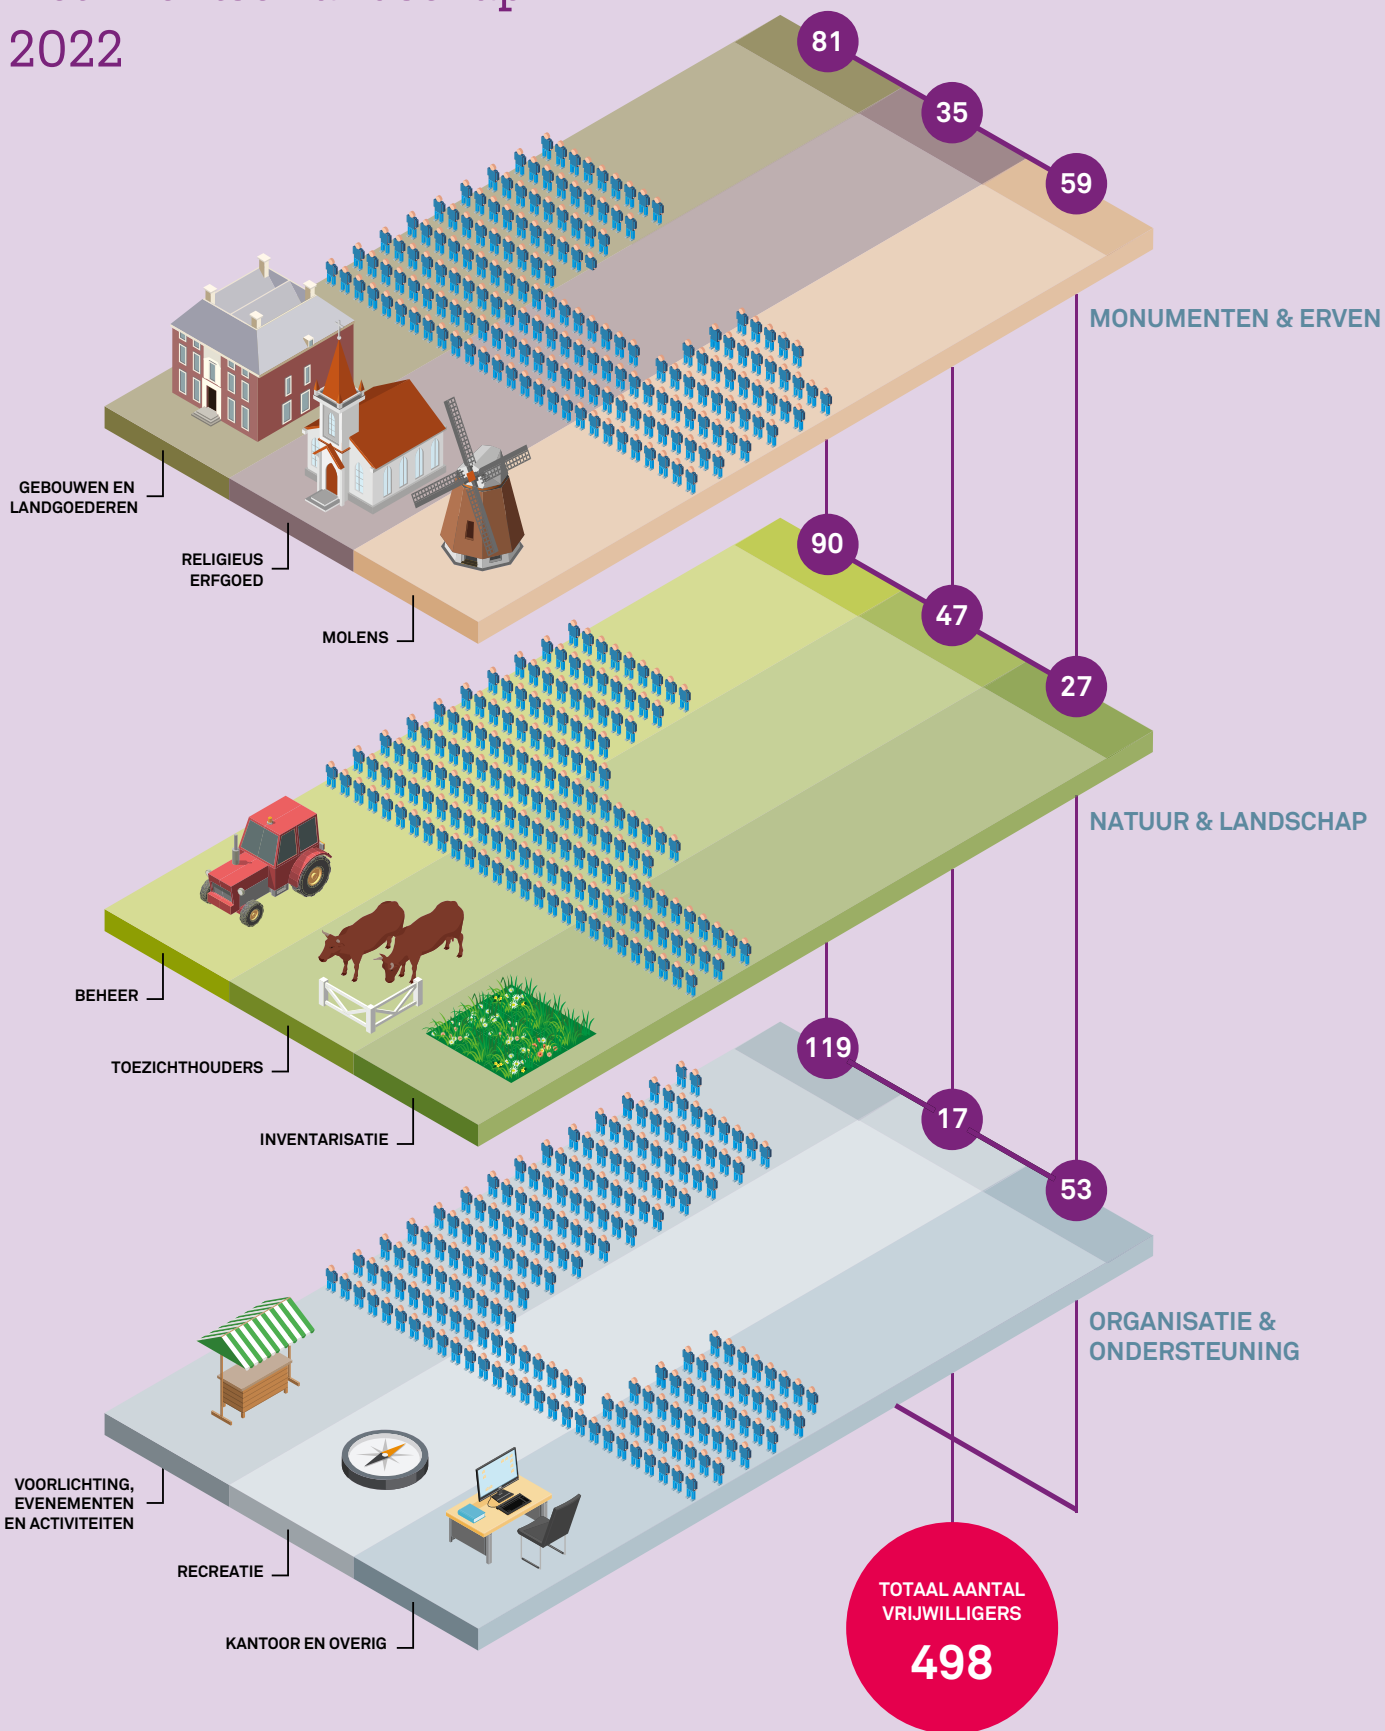 2022
81
35
59
MONUMENTEN & ERVEN
GEBOUWEN EN
LANDGOEDEREN
RELIGIEUS
ERFGOED
MOLENS
90
47
27
NATUUR & LANDSCHAP
BEHEER
TOEZICHTHOUDERS
INVENTARISATIE
119
17
53
ORGANISATIE &
ONDERSTEUNING
VOORLICHTING,
EVENEMENTEN
EN ACTIVITEITEN
RECREATIE
KANTOOR EN OVERIG
TOTAAL AANTAL
VRIJWILLIGERS
498